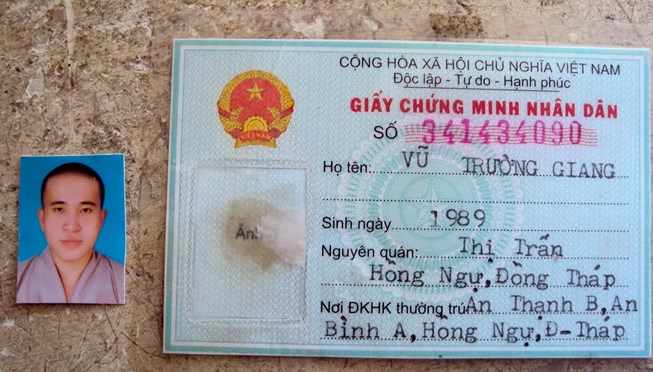 CỘNG HÒA XÃ HỘI CHỦ NGHĨA VIỆT NAM
Độc lập - Tự do - Hạnh phúc
GIẤY CHỨNG MINH NHÂN DÂN
SỐ 341434090
Họ tên: VŨ TRƯỜNG GIANG
Sinh ngày 1989
Nguyên quán: Thị Trấn
Hồng Ngự, Đồng Tháp
Nơi ĐKHK thường trú: An Thạnh B, An
Bình A, Hồng Ngự, Đ-Tháp
Ảnh
VIỆT NAM